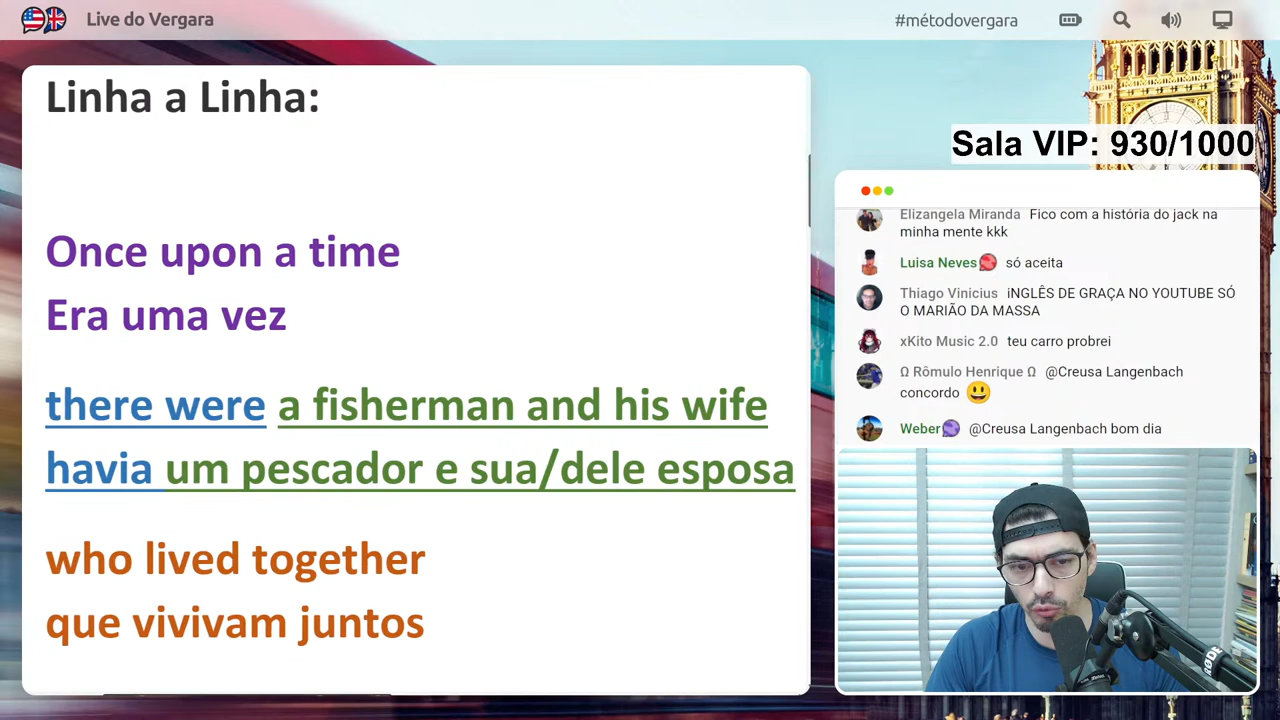 Live do Vergara
#métodovergara
Linha a Linha:
Once upon a time
Era uma vez
there were a fisherman and his wife
havia um pescador e sua/dele esposa
who lived together
que vivivam juntos
Sala VIP: 930/1000
Elizangela Miranda Fico com a história do jack na
minha mente kkk
Luisa Neves só aceita
Thiago Vinicius iNGLÊS DE GRAÇA NO YOUTUBE SÓ
O MARIÃO DA MASSA
xKito Music 2.0 teu carro probrei
Ω Rômulo Henrique Ω @Creusa Langenbach
concordo 😃
Weber @Creusa Langenbach bom dia
RØDE